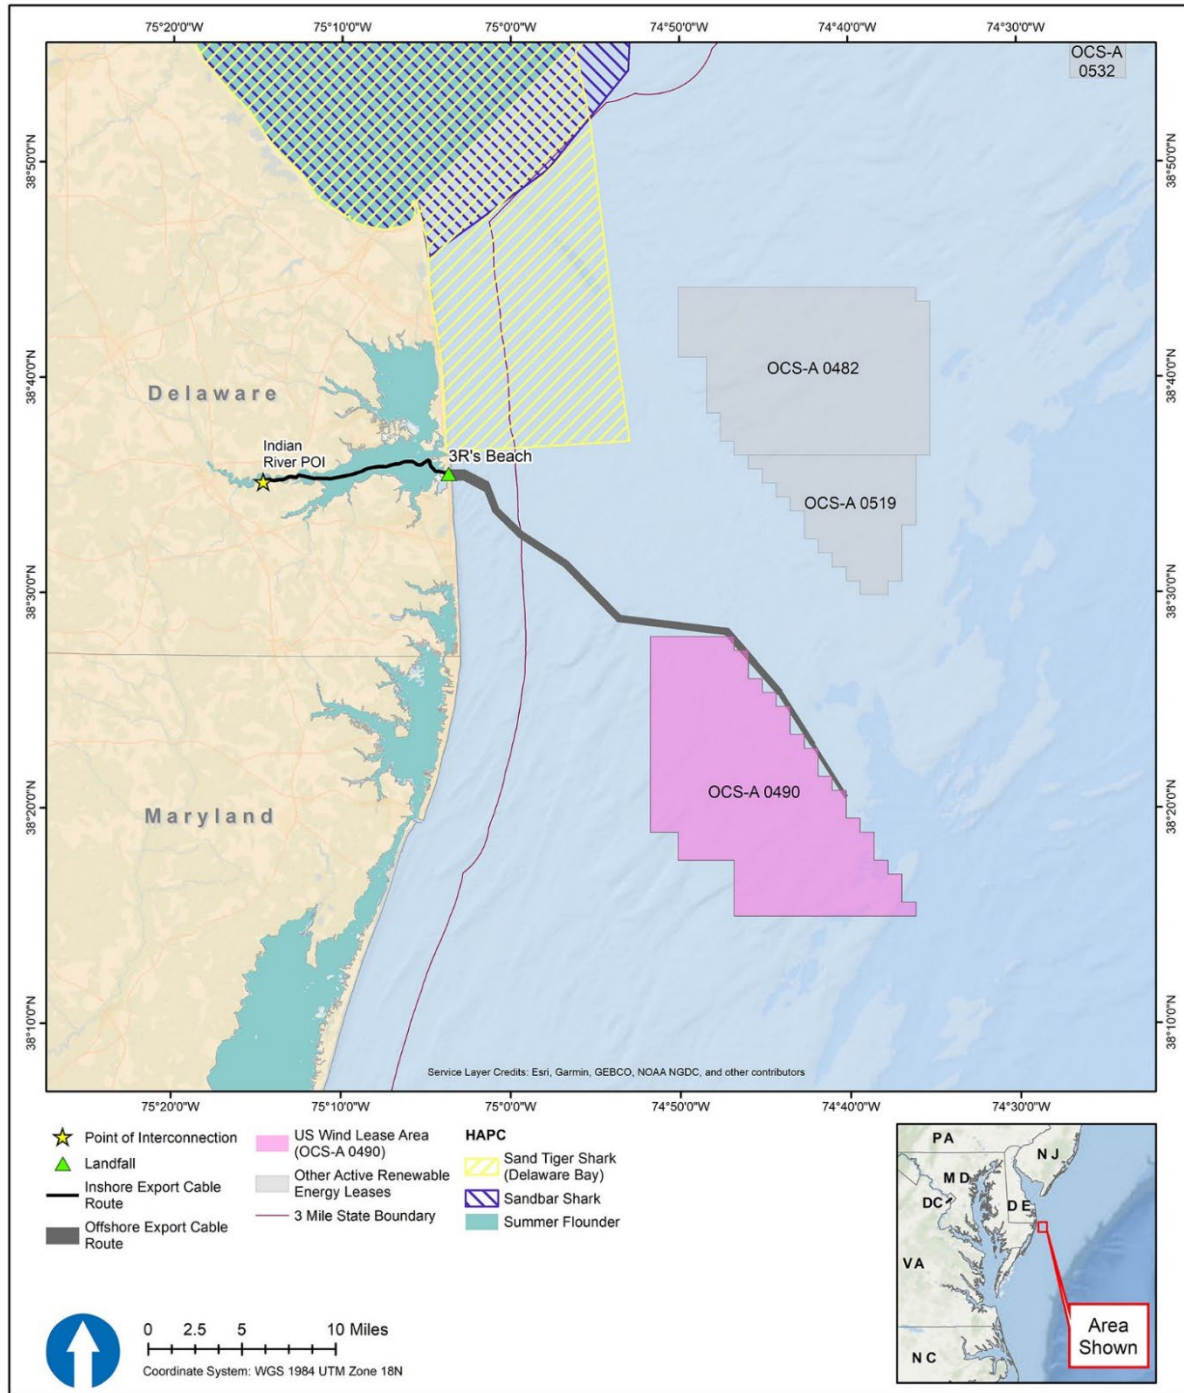 75°20'0"W
75°10'0"W
75°0'0"W
74°50'0"W
74°40'0"W
74°30'0"W
OCS-A
0532
38°50'0"N
38°50'0"N
OCS-A 0482
38°40'0"N
38°40'0"N
Delaware
Indian
River POI
3R's Beach
OCS-A 0519
38°30'0"N
38°30'0"N
OCS-A 0490
Maryland
38°20'0"N
38°20'0"N
38°10'0"N
38°10'0"N
Service Layer Credits: Esri, Garmin, GEBCO, NOAA NGDC, and other contributors
75°20'0"W
75°10'0"W
75°0'0"W
74°50'0"W
74°40'0"W
74°30'0"W
Point of Interconnection
Landfall
Inshore Export Cable
Route
Offshore Export Cable
Route
US Wind Lease Area
(OCS-A 0490)
Other Active Renewable
Energy Leases
3 Mile State Boundary
HAPC
Sand Tiger Shark
(Delaware Bay)
Sandbar Shark
Summer Flounder
PA
NJ
MD
DC
DE
VA
NC
Area
Shown
0 2.5 5 10 Miles
Coordinate System: WGS 1984 UTM Zone 18N